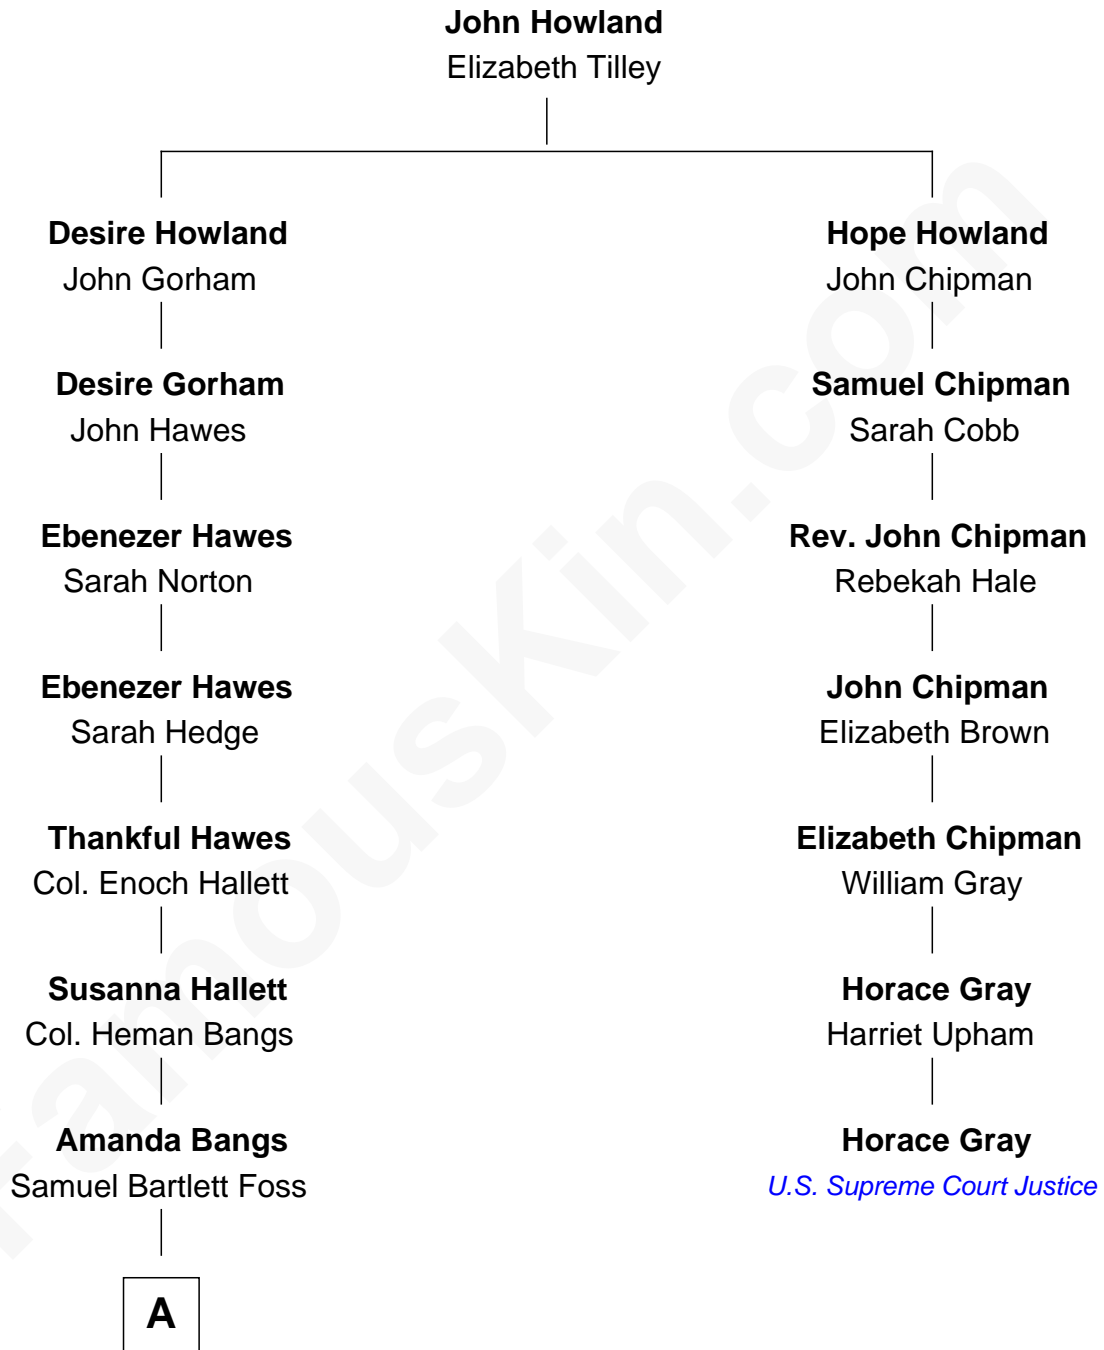 John Howland
Elizabeth Tilley
Desire Howland
John Gorham
Hope Howland
John Chipman
Desire Gorham
John Hawes
Samuel Chipman
Sarah Cobb
Ebenezer Hawes
Sarah Norton
Rev. John Chipman
Rebekah Hale
Ebenezer Hawes
Sarah Hedge
John Chipman
Elizabeth Brown
Thankful Hawes
Col. Enoch Hallett
Elizabeth Chipman
William Gray
Susanna Hallett
Col. Heman Bangs
Horace Gray
Harriet Upham
Amanda Bangs
Samuel Bartlett Foss
Horace Gray
U.S. Supreme Court Justice
A
FamousKin.com